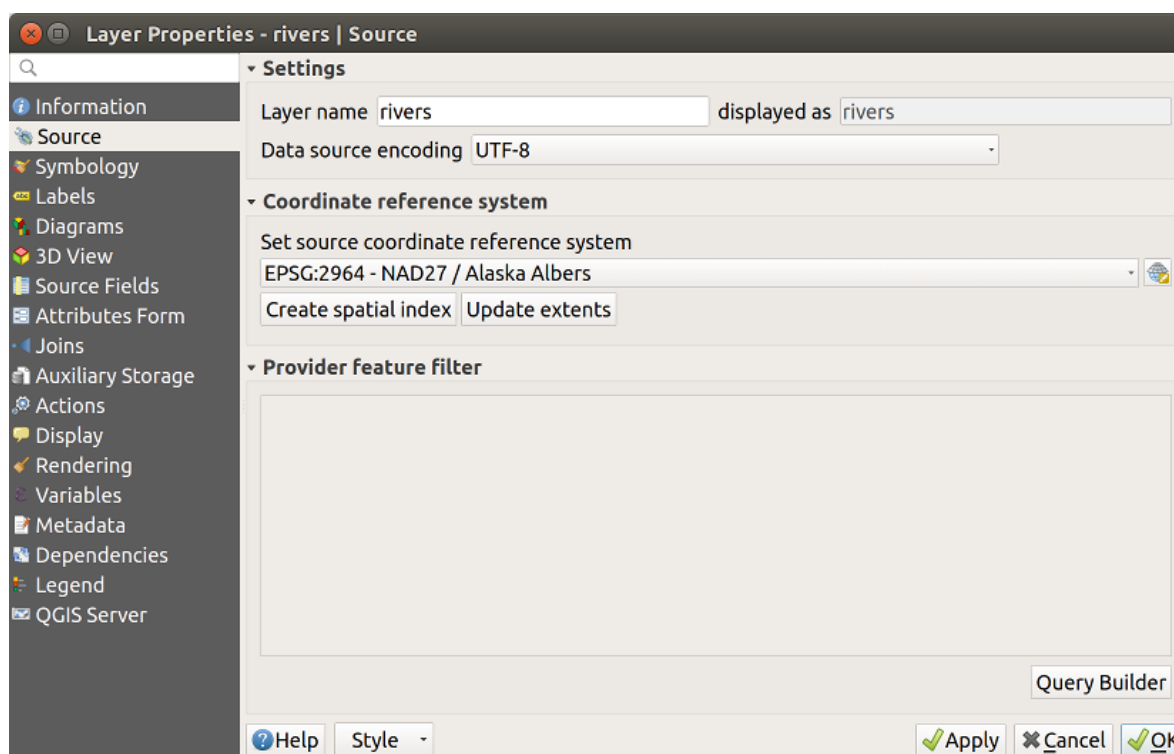 Layer Properties - rivers | Source
Information
Source
Symbology
Labels
Diagrams
3D View
Source Fields
Attributes Form
Joins
Auxiliary Storage
Actions
Display
Rendering
Variables
Metadata
Dependencies
Legend
QGIS Server
Settings
Layer name rivers displayed as rivers
Data source encoding UTF-8
Coordinate reference system
Set source coordinate reference system
EPSG:2964 - NAD27 / Alaska Albers
Create spatial index Update extents
Provider feature filter
Query Builder
Help Style Apply Cancel OK